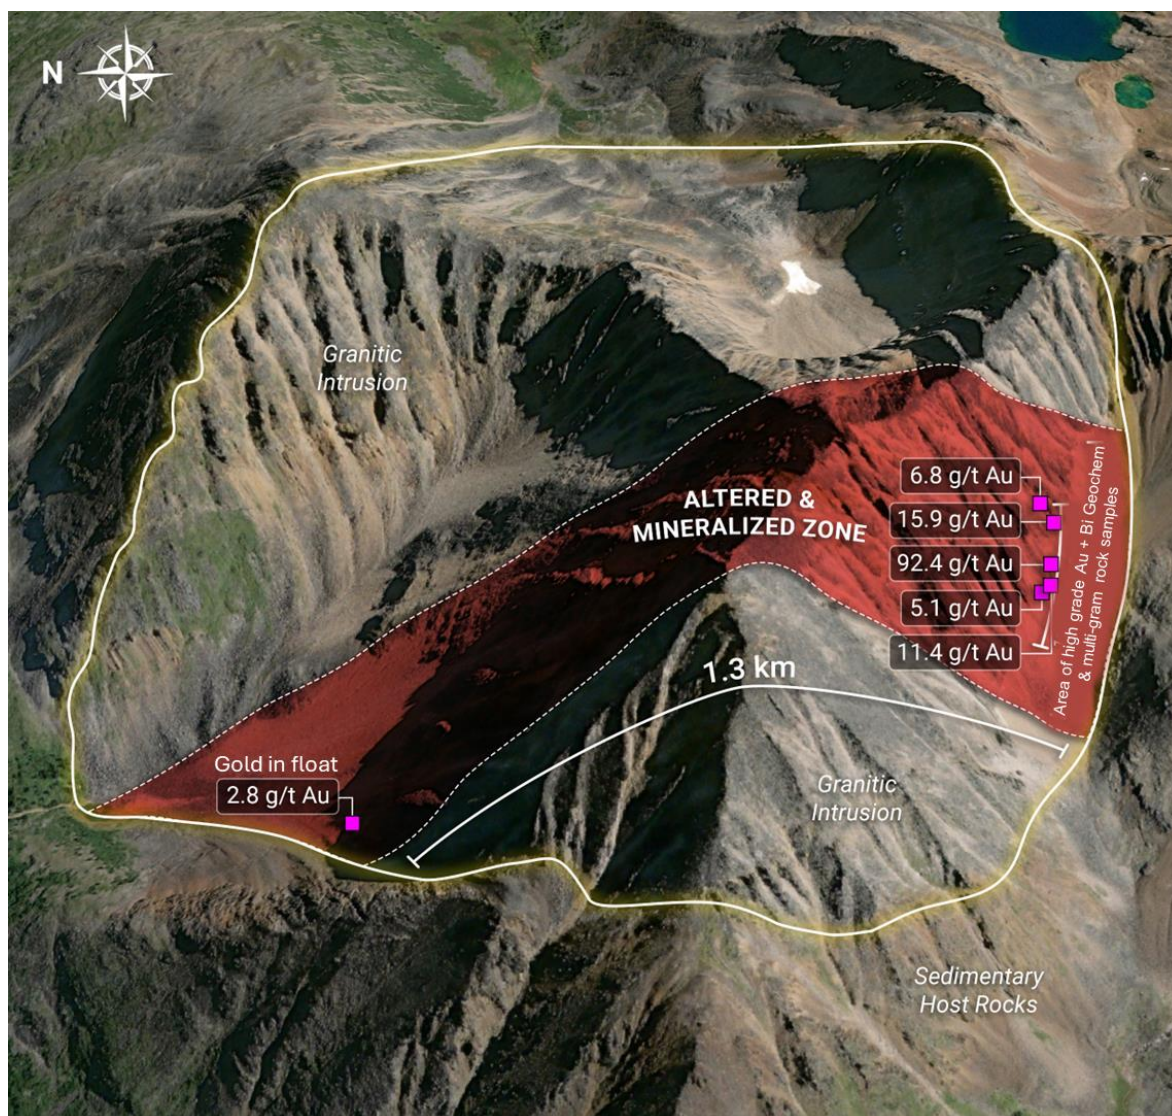 N
Granitic
Intrusion
ALTERED &
MINERALIZED ZONE
6.8 g/t Au
15.9 g/t Au
92.4 g/t Au
5.1 g/t Au
11.4 g/t Au
Area of high grade Au + Bi Geochem
& multi-gram rock samples
1.3 km
Gold in float
2.8 g/t Au
Granitic
Intrusion
Sedimentary
Host Rocks